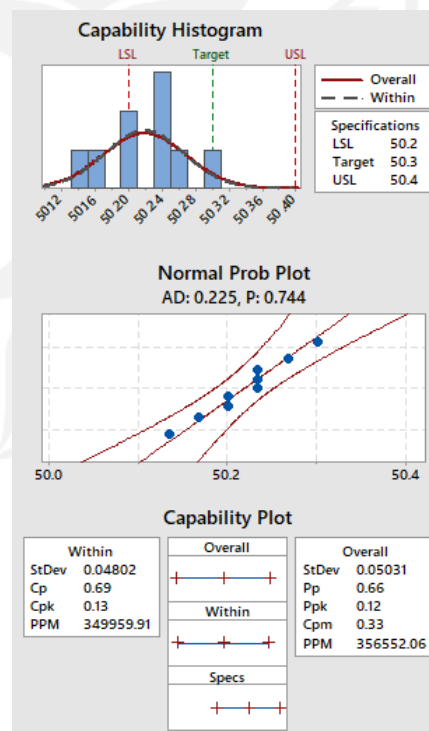 Capability Histogram
LSL Target USL
Overall
Within
Specifications
LSL 50.2
Target 50.3
USL 50.4
50.12 50.16 50.20 50.24 50.28 50.32 50.36 50.40
Normal Prob Plot
AD: 0.225, P: 0.744
50.0 50.2 50.4
Capability Plot
Within
StDev 0.04802
Cp 0.69
Cpk 0.13
PPM 349959.91
Overall
Within
Specs
Overall
StDev 0.05031
Pp 0.66
Ppk 0.12
Cpm 0.33
PPM 356552.06